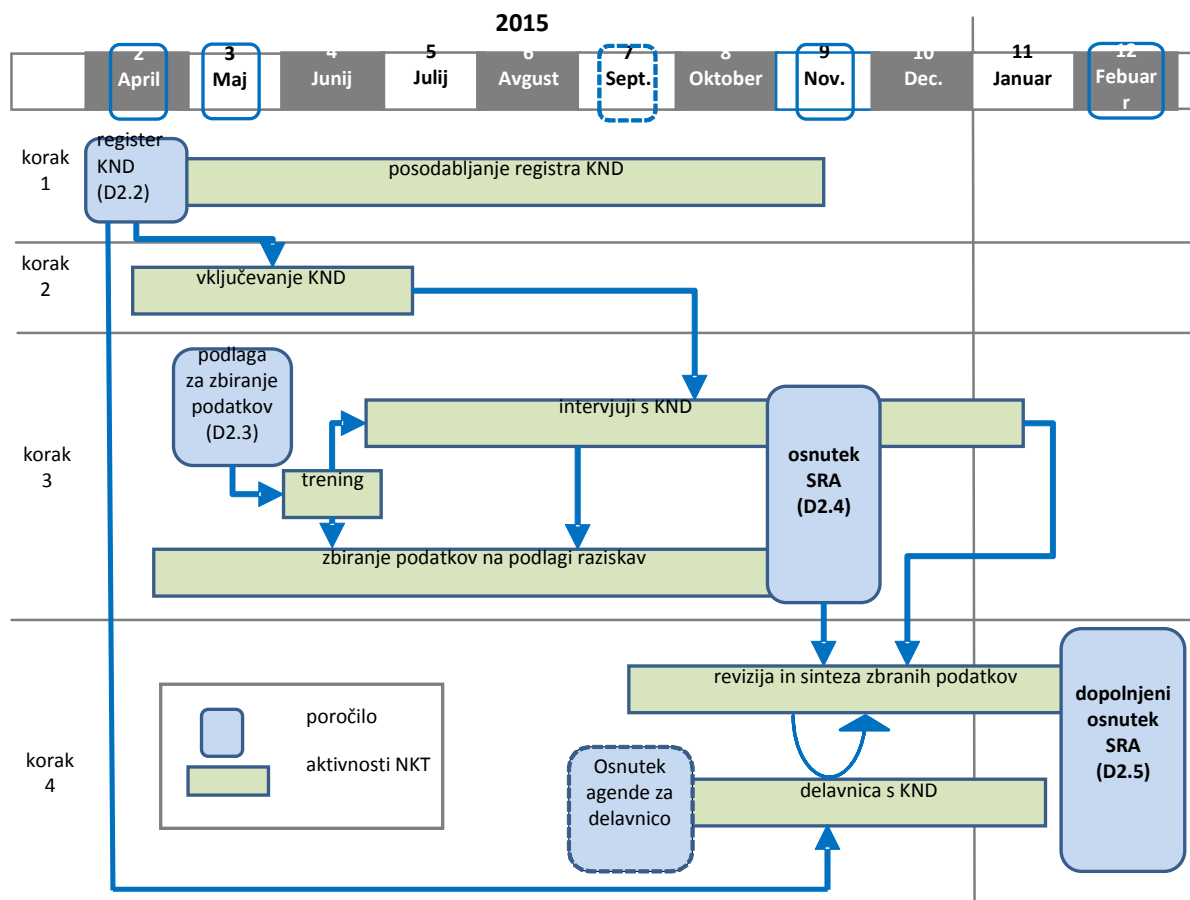 2015
2 3 4 5 6 7 8 9 10 11 12
April Maj Junij Julij Avgust Sept. Oktober Nov. Dec. Januar Febuar
r
korak
1
register
KND
(D2.2)
posodabljanje registra KND
korak
2
vključevanje KND
korak
3
podlaga
za zbiranje
podatkov
(D2.3)
intervjuji s KND
trening
osnutek
SRA
(D2.4)
zbiranje podatkov na podlagi raziskav
korak
4
revizija in sinteza zbranih podatkov
dopolnjeni
osnutek
SRA
(D2.5)
poročilo
aktivnosti NKT
Osnutek
agende za
delavnico
delavnica s KND